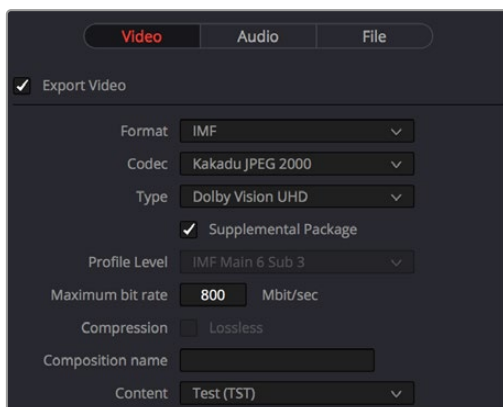 Video Audio File
Export Video
Format IMF
Codec Kakadu JPEG 2000
Type Dolby Vision UHD
Supplemental Package
Profile Level IMF Main 6 Sub 3
Maximum bit rate 800 Mbit/sec
Compression Lossless
Composition name
Content Test (TST)